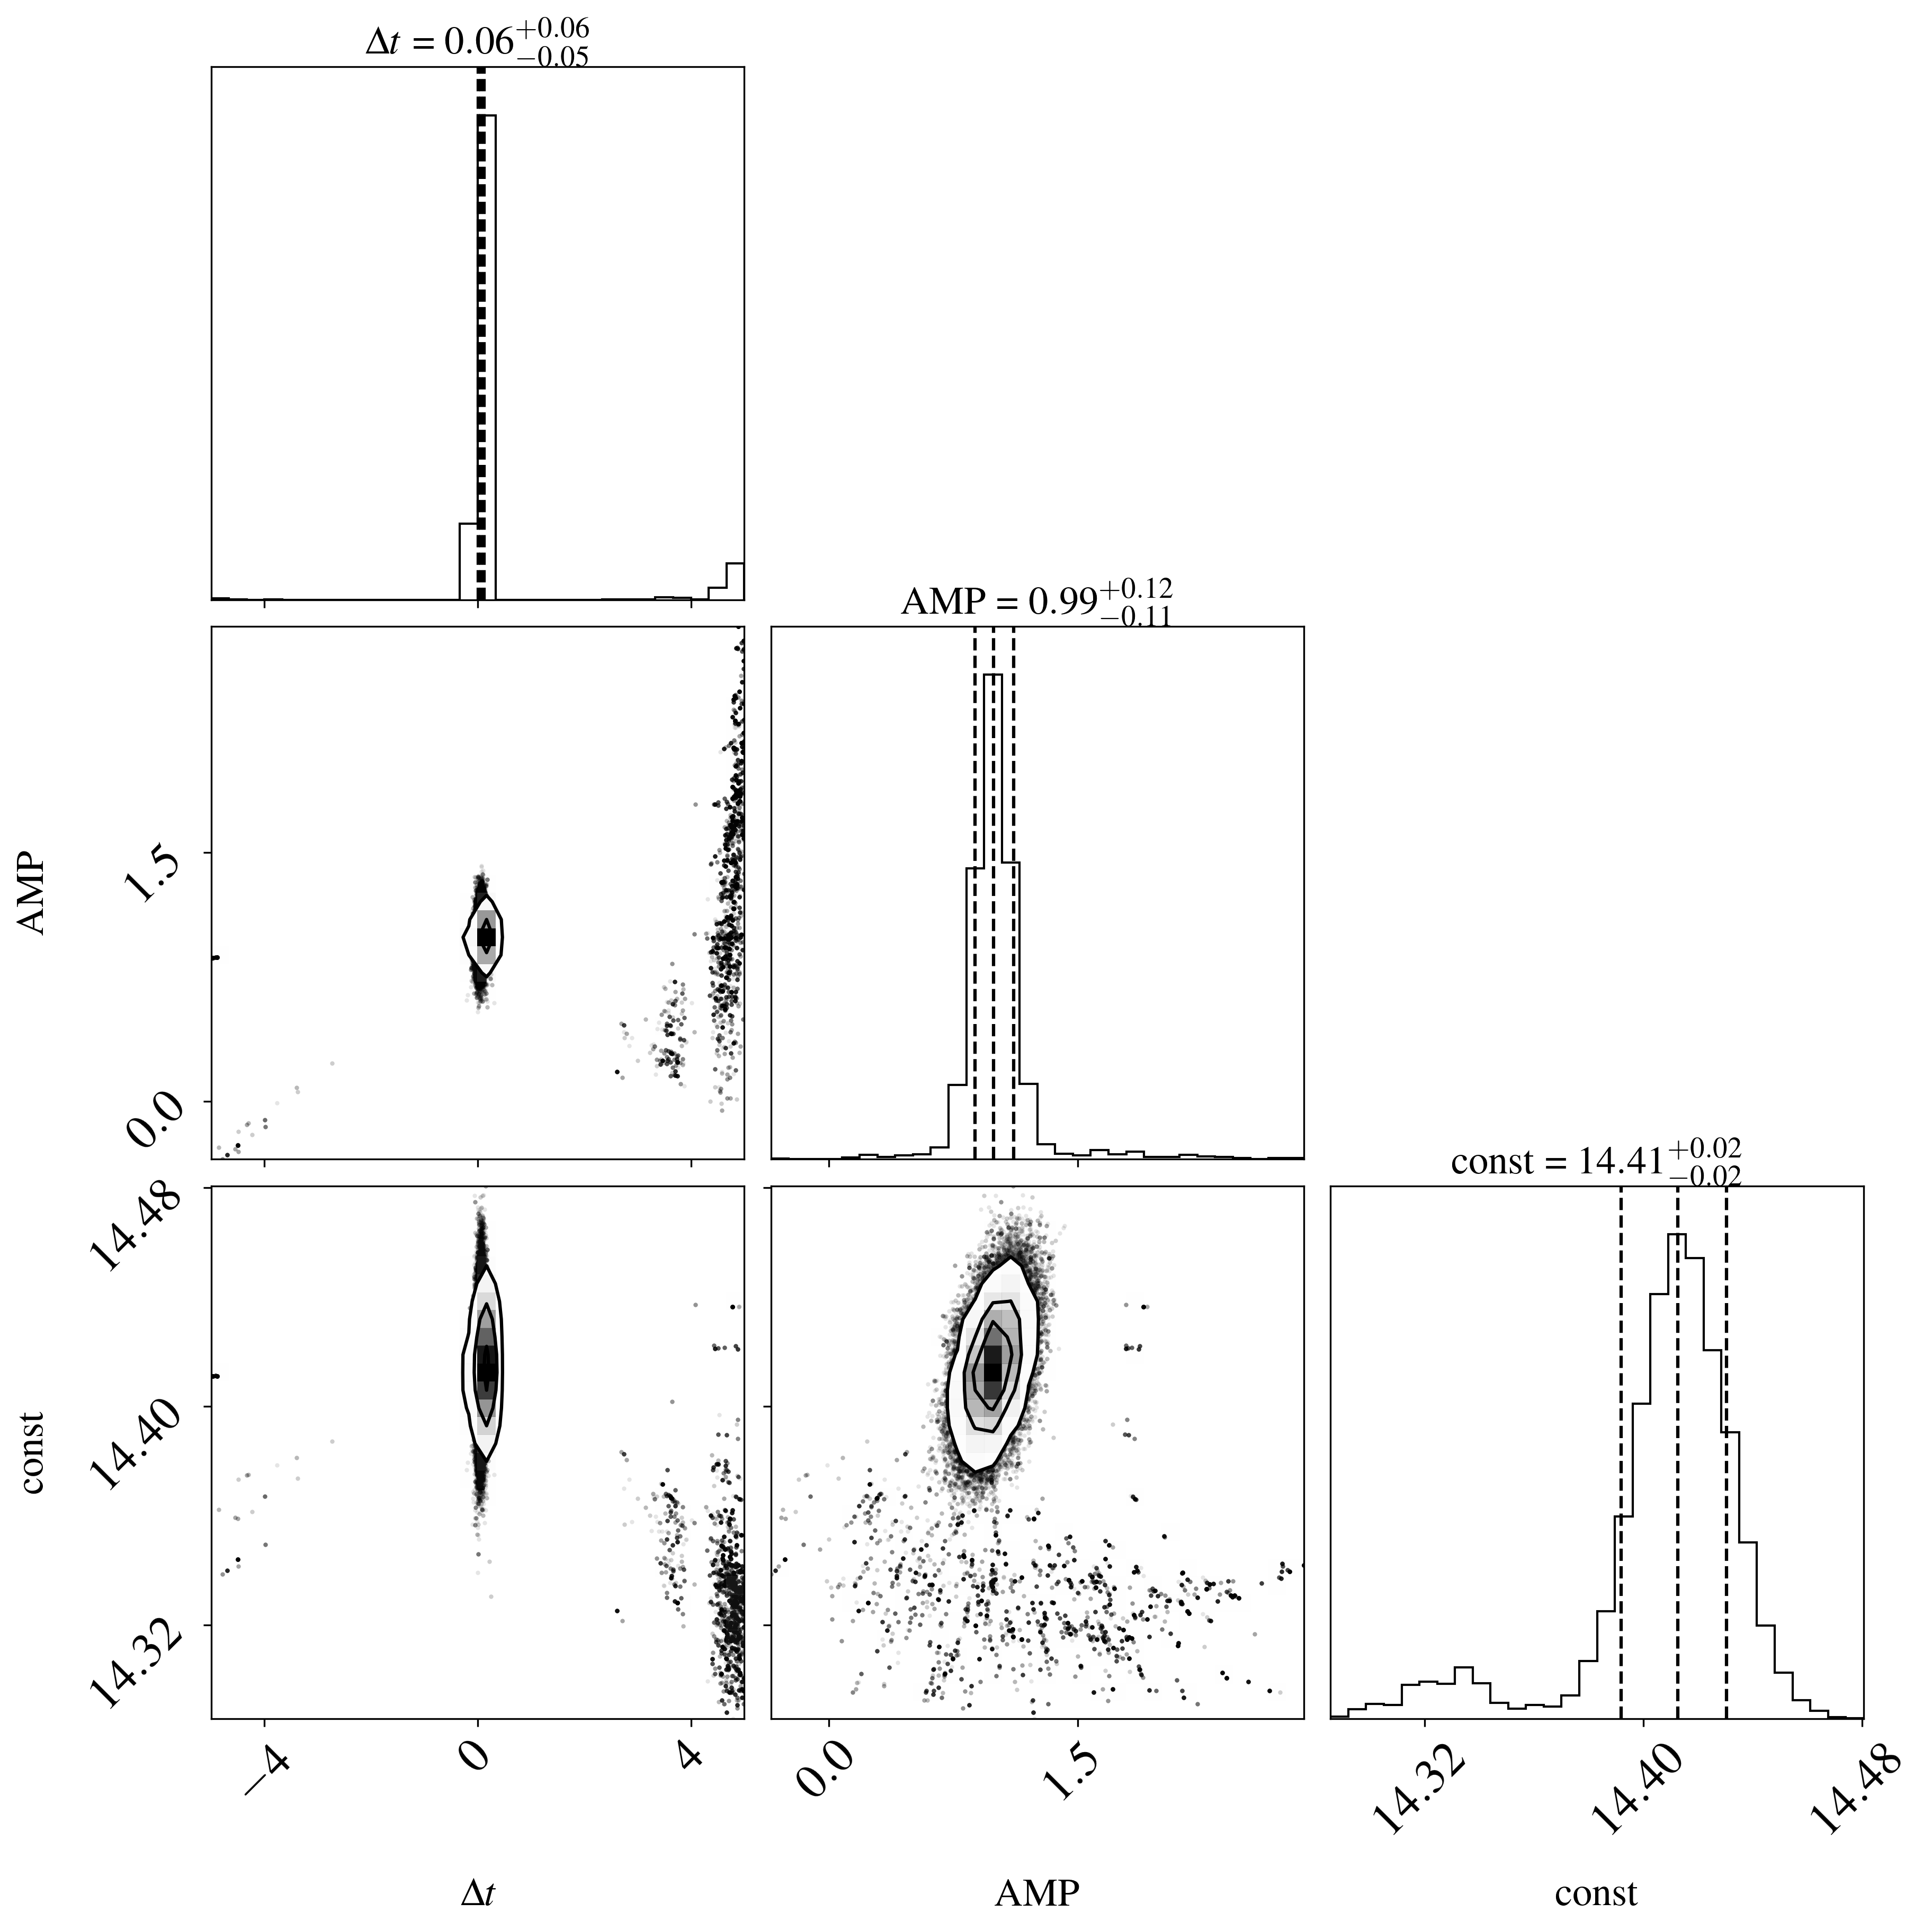 Δt = 0.06 +0.06 −0.05
AMP = 0.99 +0.12 −0.11
AMP
1.5
0.0
const = 14.41 +0.02 −0.02
const
14.48
14.40
14.32
−4
0
4
0.0
1.5
14.32
14.40
14.48
Δt
AMP
const